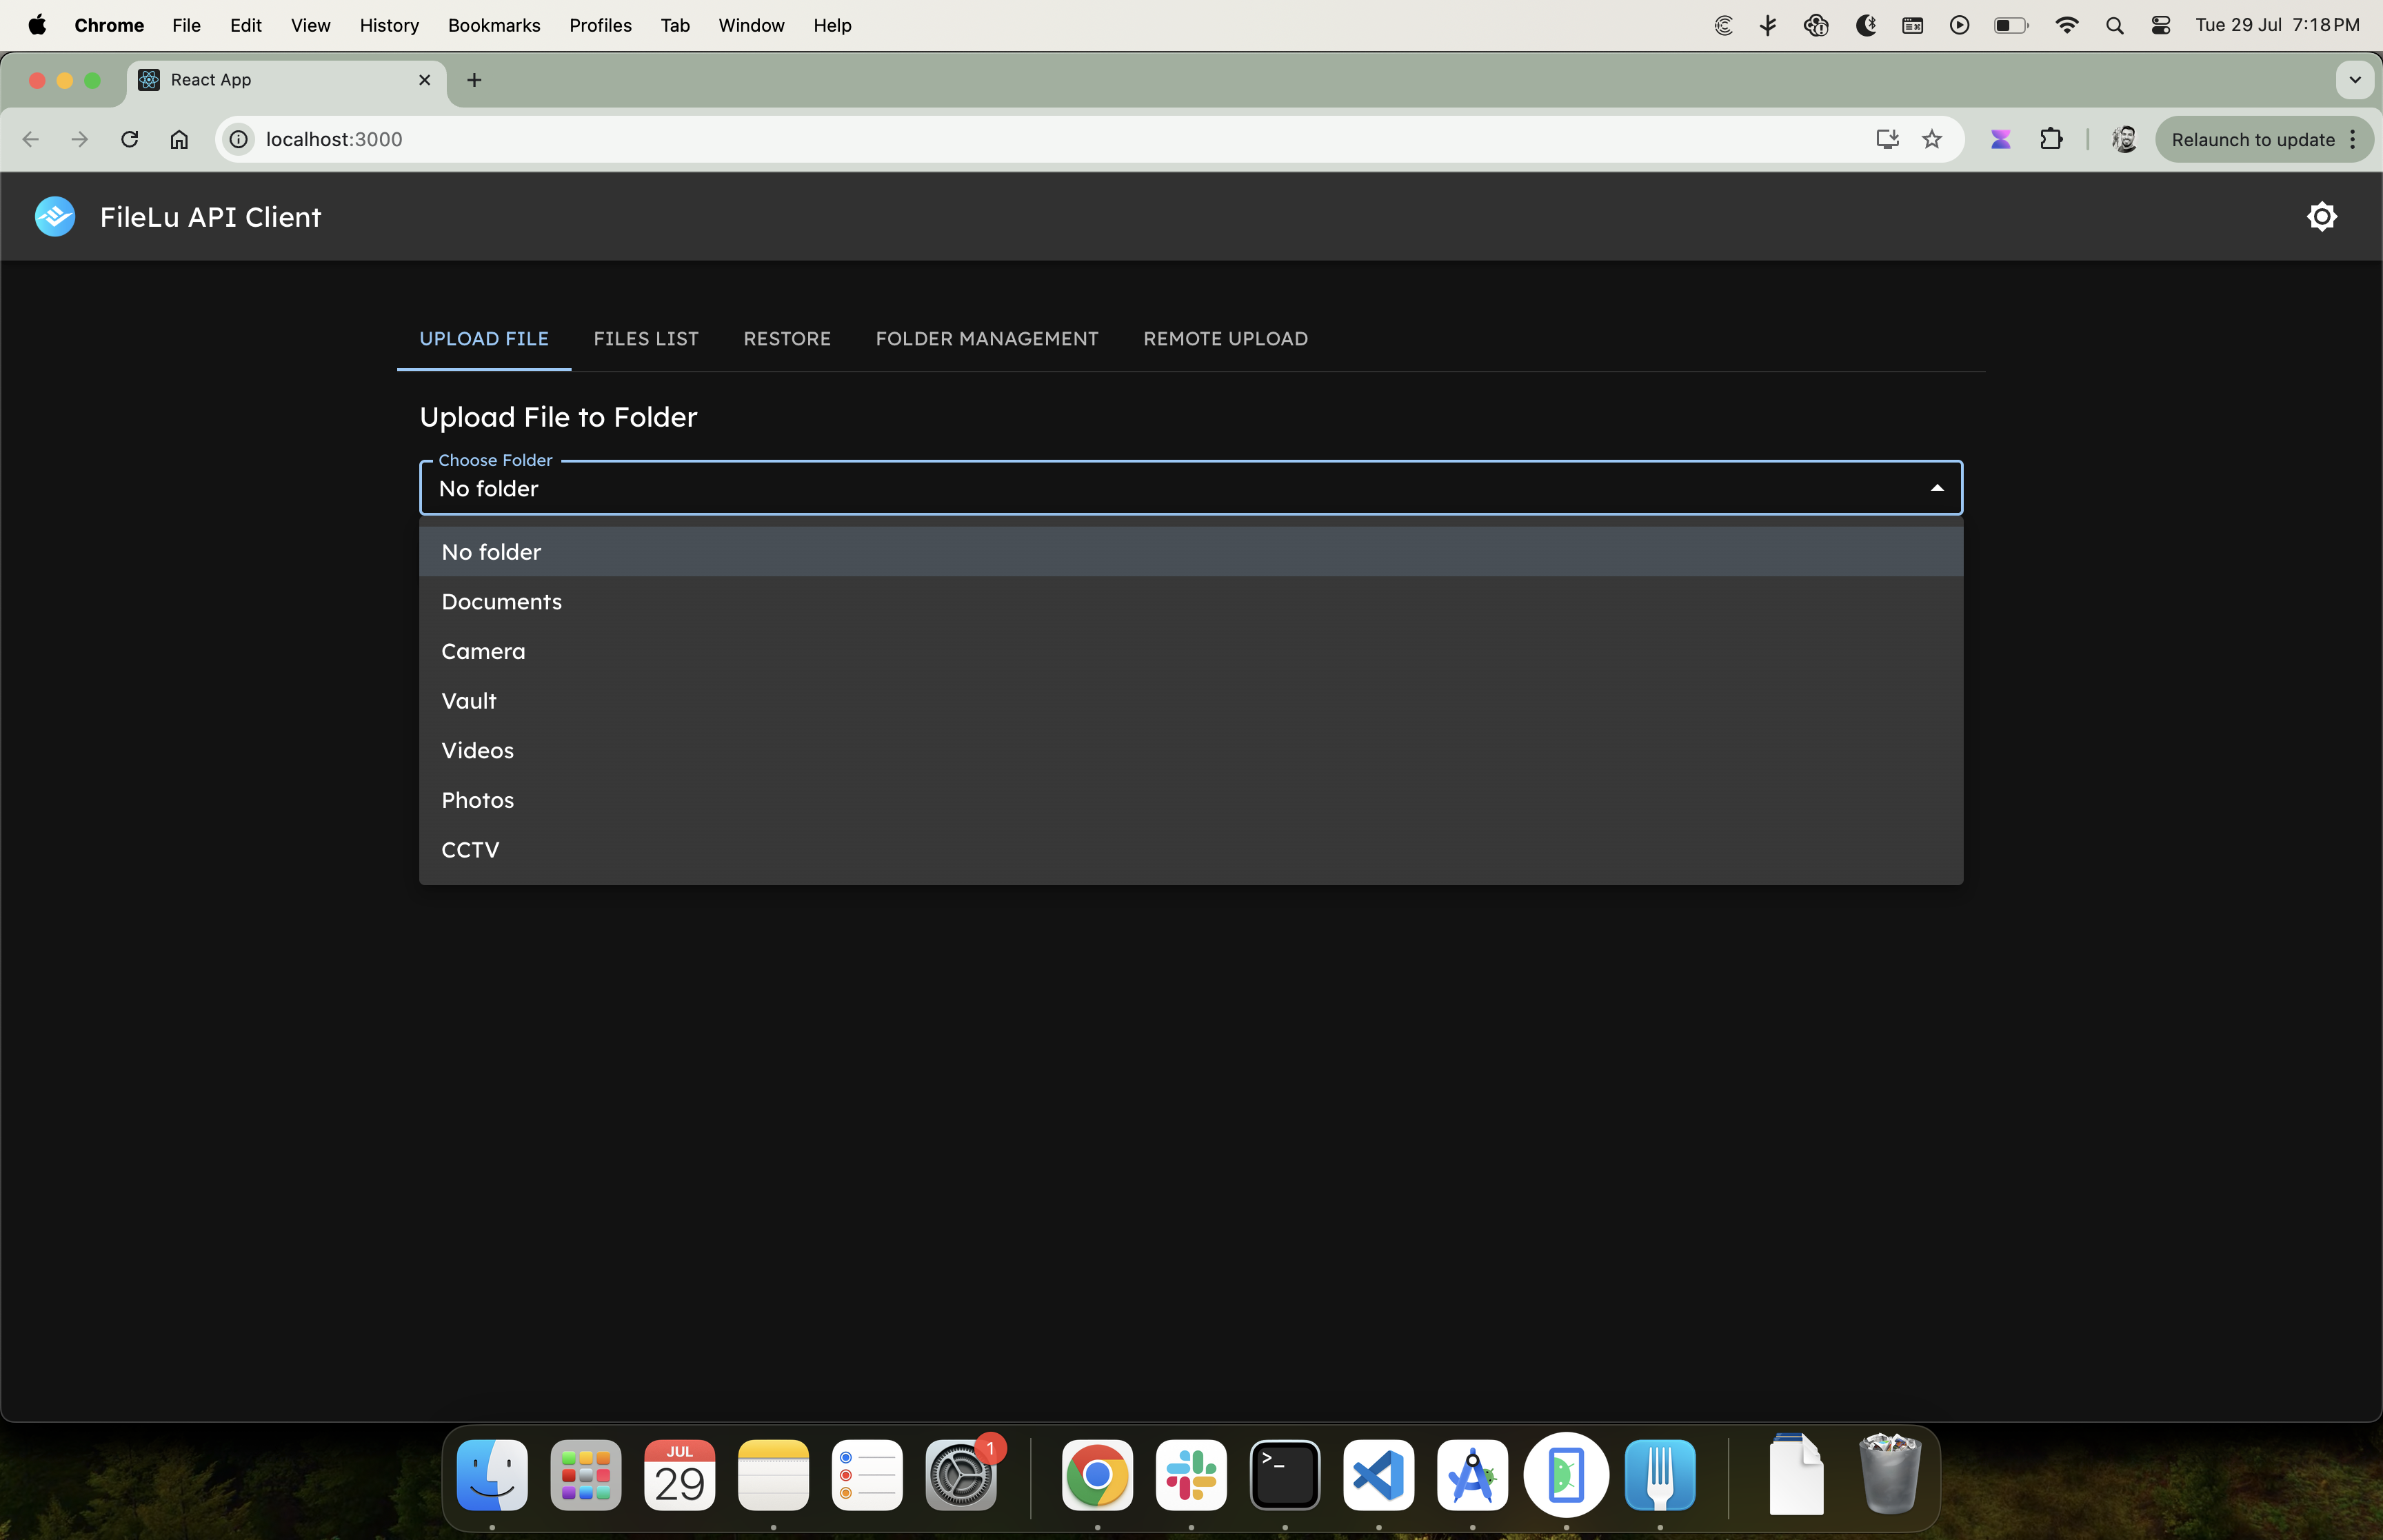 Chrome File Edit View History Bookmarks Profiles Tab Window Help Tue 29 Jul 7:18 PM
React App
localhost:3000 Relaunch to update
FileLu API Client
UPLOAD FILE FILES LIST RESTORE FOLDER MANAGEMENT REMOTE UPLOAD
Upload File to Folder
Choose Folder
No folder
No folder
Documents
Camera
Vault
Videos
Photos
CCTV
1
JUL
29
>_